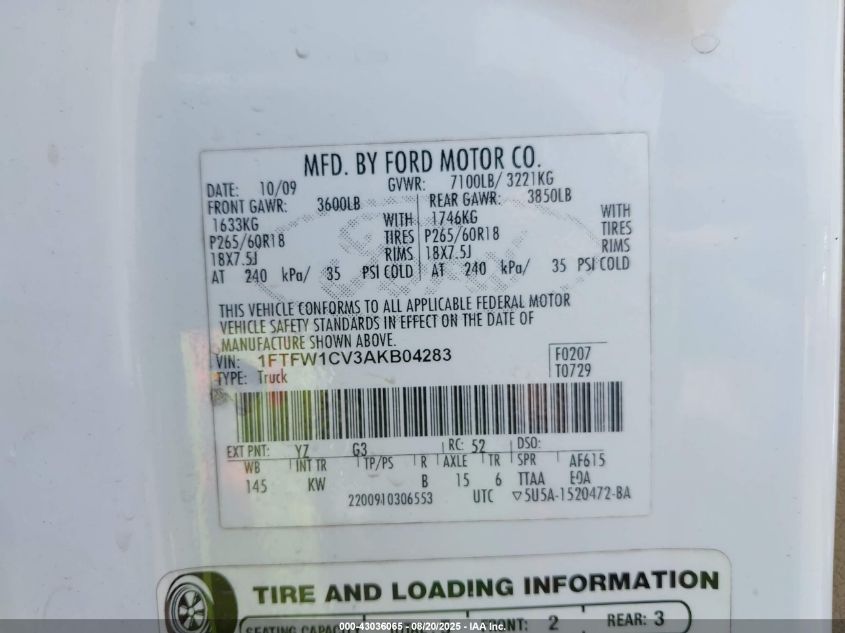 MFD. BY FORD MOTOR CO.
DATE: 10/09 GVWR: 7100LB/ 3221KG
FRONT GAWR: 3600LB REAR GAWR: 3850LB
1633KG WITH 1746KG WITH
P265/60R18 TIRES P265/60R18 TIRES
18X7.5J RIMS 18X7.5J RIMS
AT 240 kPa/ 35 PSI COLD AT 240 kPa/ 35 PSI COLD
THIS VEHICLE CONFORMS TO ALL APPLICABLE FEDERAL MOTOR
VEHICLE SAFETY STANDARDS IN EFFECT ON THE DATE OF
MANUFACTURE SHOWN ABOVE.
VIN: 1FTFW1CV3AKB04283 F0207
TYPE: Truck T0729
EXT PNT: YZ G3 RC: 52 DSO:
WB INT TR TP/PS R AXLE TR SPR AF615
145 KW B 15 6 TTAA E0A
2200910306553 UTC ▽5U5A-1520472-BA
TIRE AND LOADING INFORMATION
SEATING CAPACITY 2 REAR: 3
000-43036065 - 08/20/2025 - IAA Inc.